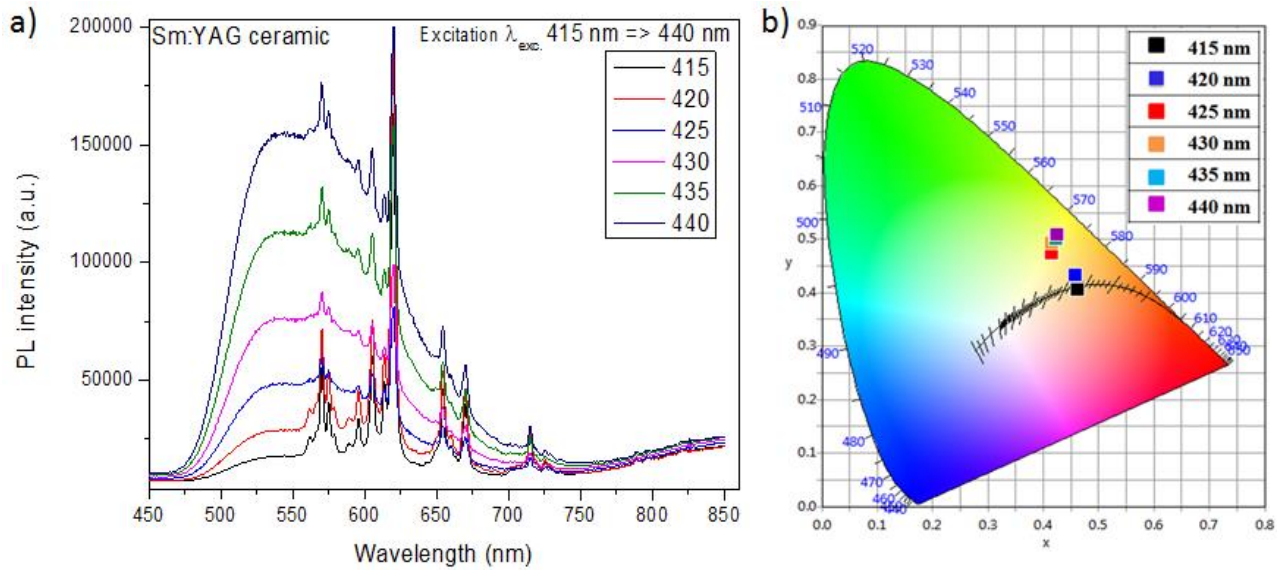 a)
Sm:YAG ceramic
Excitation λexc. 415 nm => 440 nm
415
420
425
430
435
440
200000
150000
100000
50000
PL intensity (a.u.)
450 500 550 600 650 700 750 800 850
Wavelength (nm)
b)
415 nm
420 nm
425 nm
430 nm
435 nm
440 nm
0.9
0.8
0.7
0.6
0.5
y
0.4
0.3
0.2
0.1
0.0
0.0 0.1 0.2 0.3 0.4 0.5 0.6 0.7 0.8
x
520
530
540
510
550
560
570
500
580
590
600
610
620
490
480
470
460